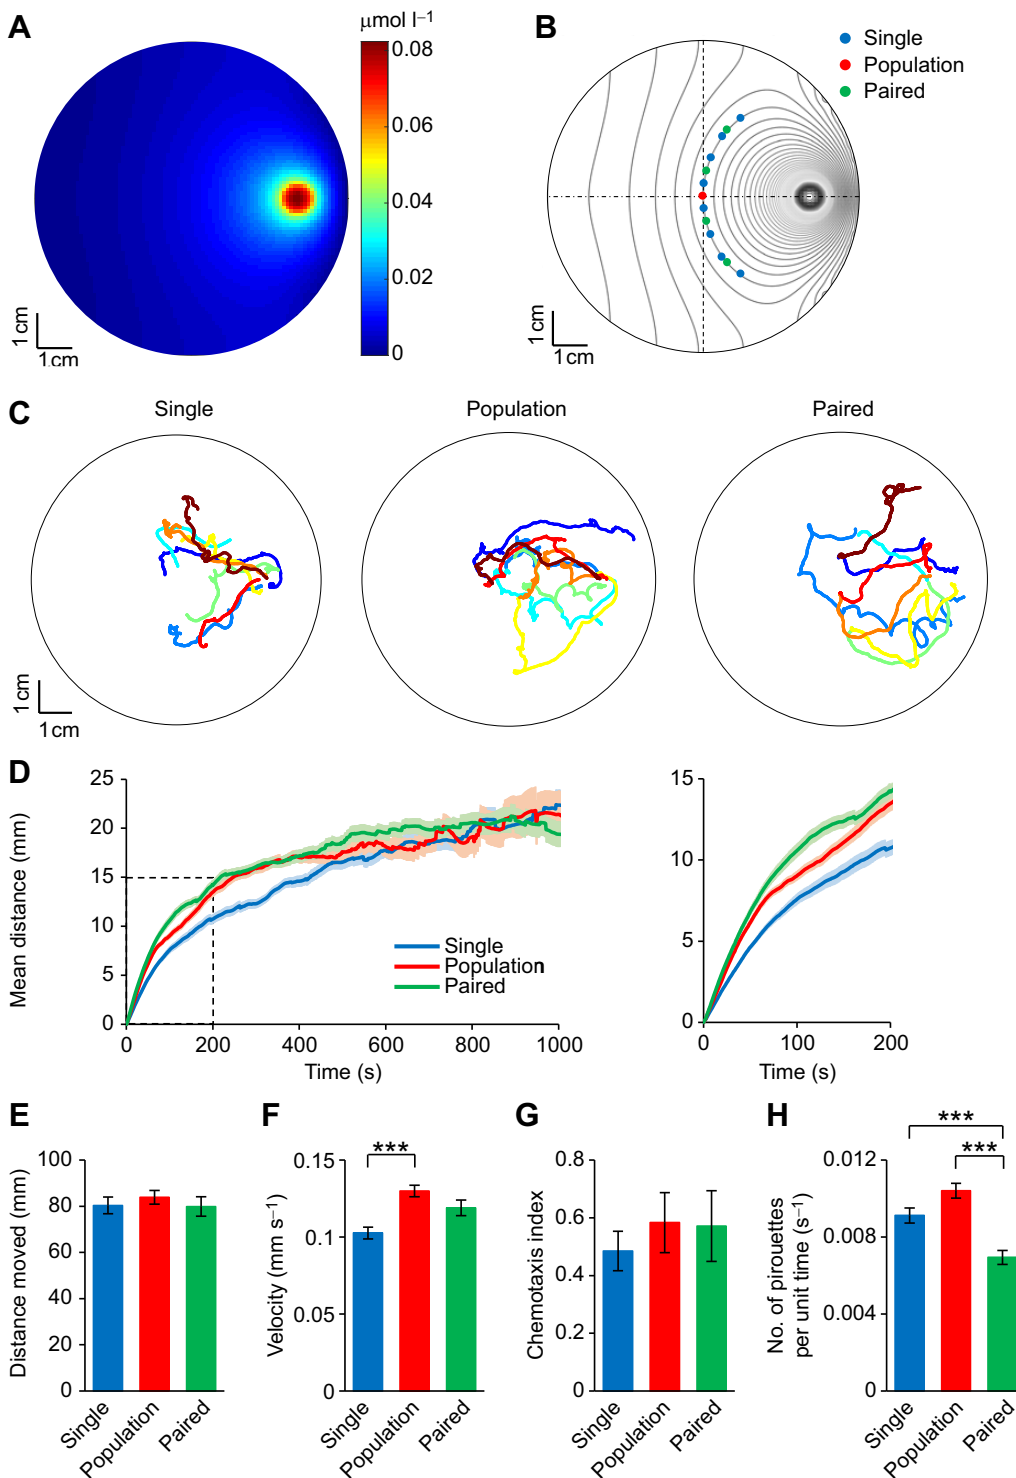 A
μmol l⁻¹
0.08
0.06
0.04
0.02
0
1 cm
1 cm
B
Single
Population
Paired
1 cm
1 cm
C
Single
Population
Paired
1 cm
1 cm
D
Mean distance (mm)
25
20
15
10
5
0
0 200 400 600 800 1000
Time (s)
Single
Population
Paired
15
10
5
0
0 100 200
Time (s)
E
Distance moved (mm)
100
80
60
40
20
0
Single
Population
Paired
F
Velocity (mm s⁻¹)
0.15
0.1
0.05
0
***
Single
Population
Paired
G
Chemotaxis index
0.8
0.6
0.4
0.2
0
Single
Population
Paired
H
No. of pirouettes
per unit time (s⁻¹)
0.012
0.008
0.004
0
***
***
Single
Population
Paired